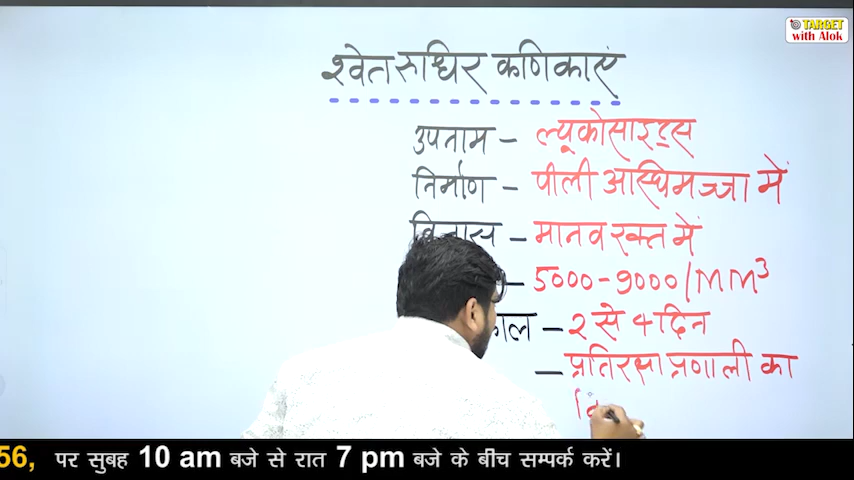 TARGET
with Alok
श्वेत रुधिर कणिकाएं
उपनाम – ल्यूकोसाइट्स
निर्माण – पीली अस्थिमज्जा में
– मानव रक्त में
– 5000-9000/MM³
काल – 2 से 4 दिन
– प्रतिरक्षा प्रणाली का
56, पर सुबह 10 am बजे से रात 7 pm बजे के बीच सम्पर्क करें।